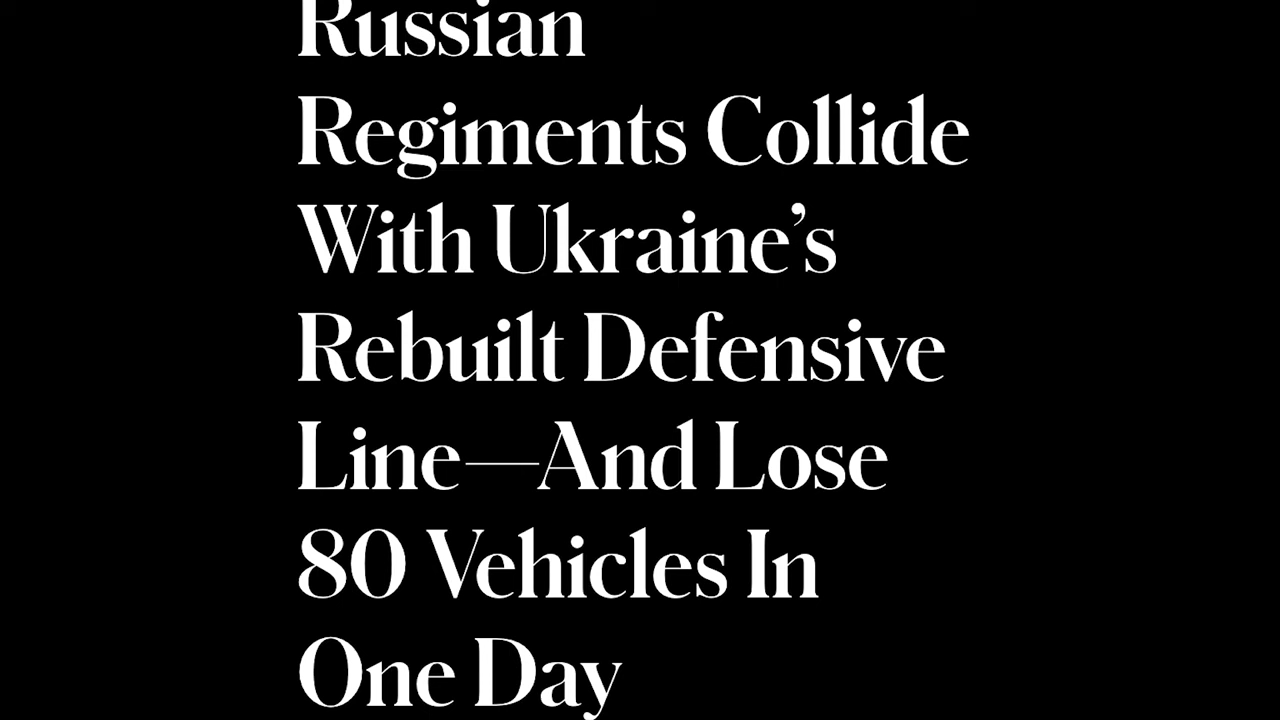 Russian
Regiments Collide
With Ukraine’s
Rebuilt Defensive
Line—And Lose
80 Vehicles In
One Day